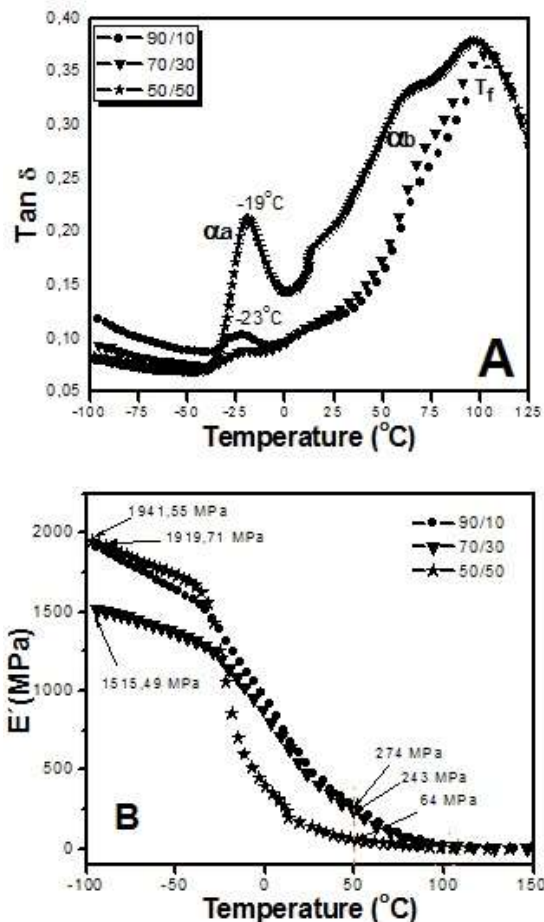 0,40
0,35
0,30
0,25
0,20
0,15
0,10
0,05
Tan δ
90/10
70/30
50/50
αa
-19°C
-23°C
αb
Tf
A
-100 -75 -50 -25 0 25 50 75 100 125
Temperature (°C)
2000
1500
1000
500
0
E´(MPa)
1941,55 MPa
1919,71 MPa
1515,49 MPa
90/10
70/30
50/50
274 MPa
243 MPa
64 MPa
B
-100 -50 0 50 100 150
Temperature (°C)